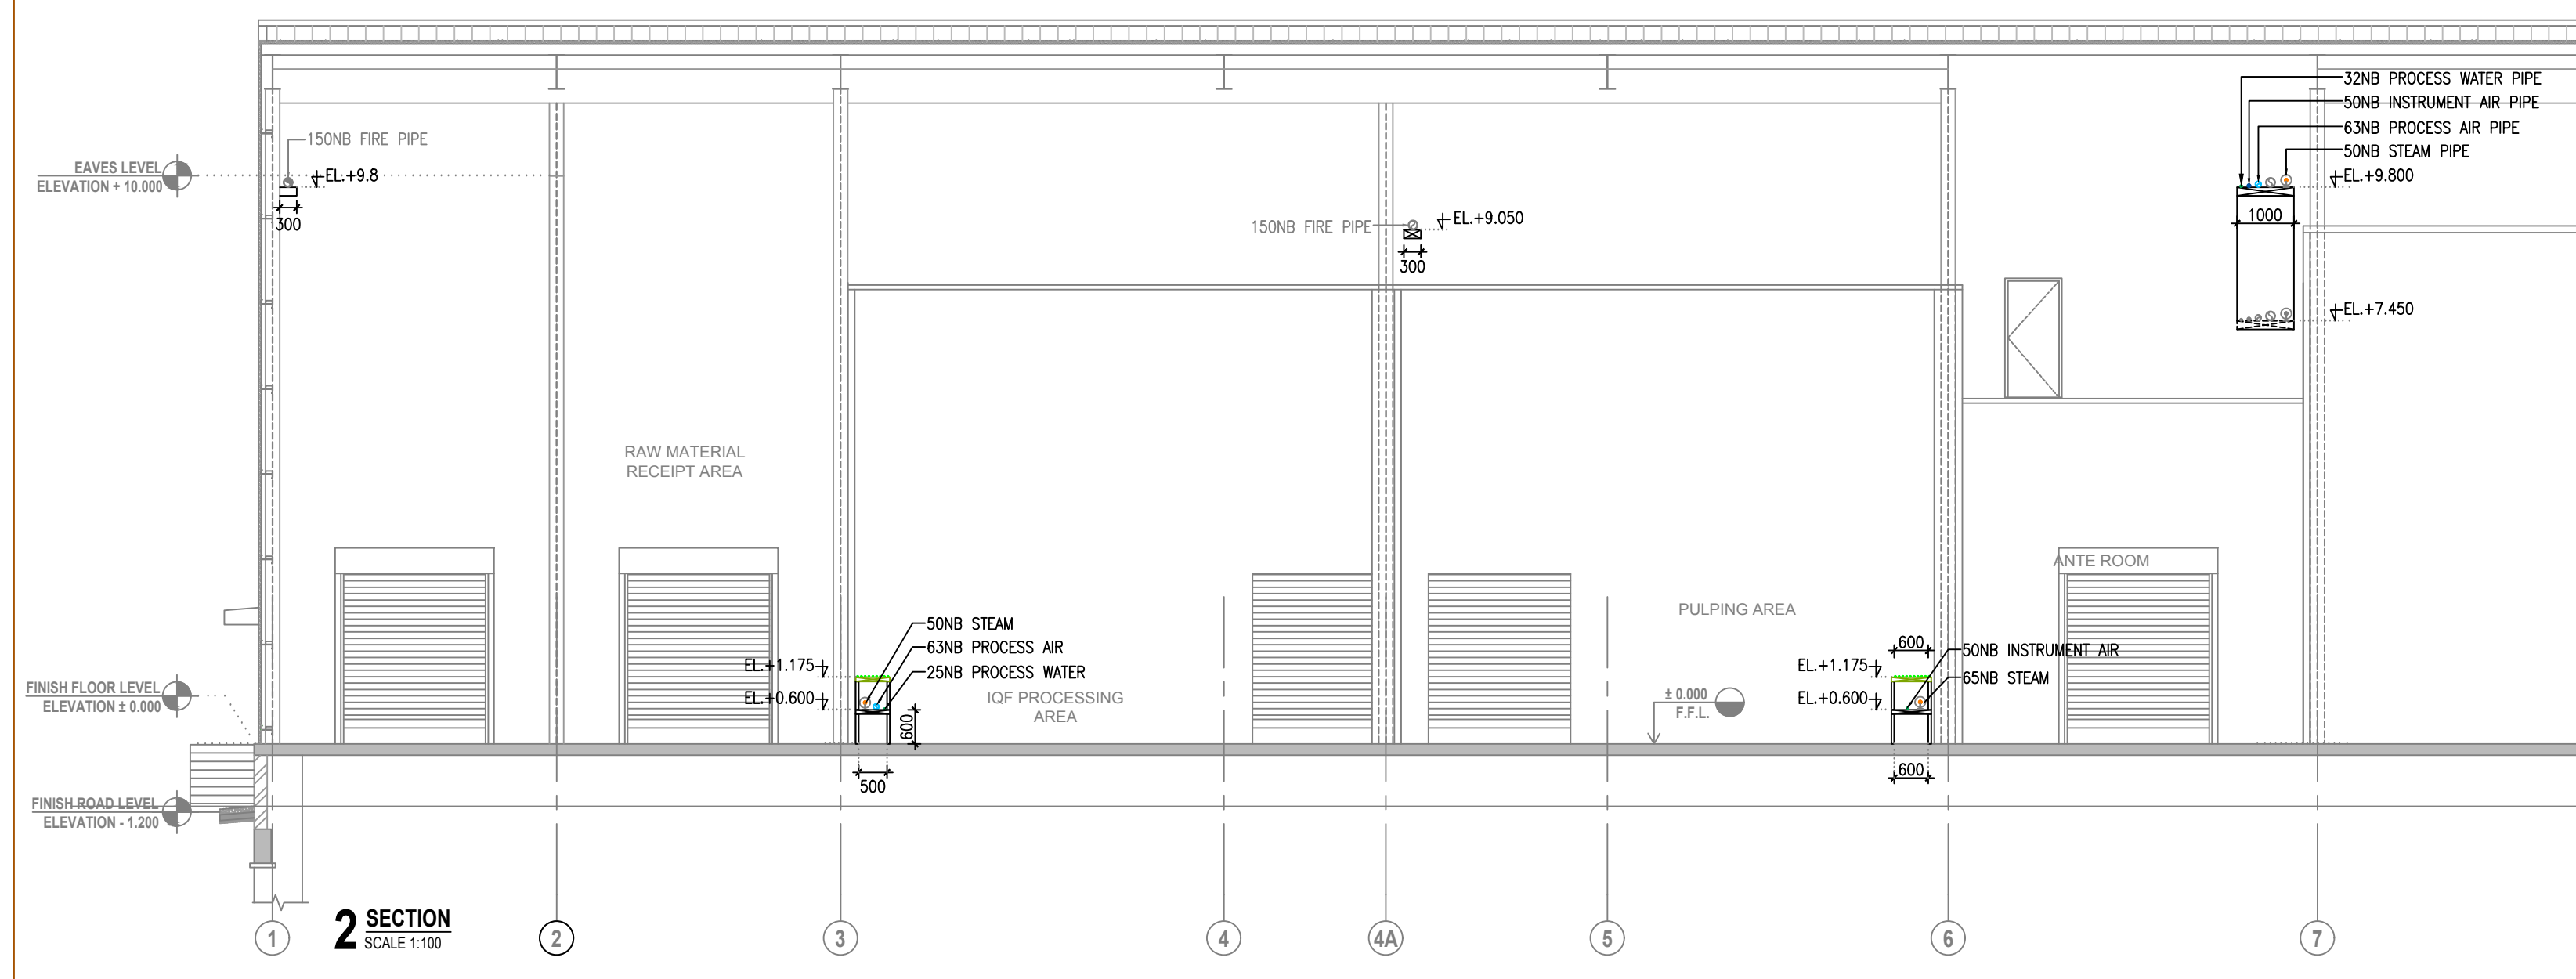 32NB PROCESS WATER PIPE
50NB INSTRUMENT AIR PIPE
63NB PROCESS AIR PIPE
50NB STEAM PIPE
150NB FIRE PIPE
EAVES LEVEL
ELEVATION + 10.000
EL.+9.8
EL.+9.800
300
150NB FIRE PIPE
EL.+9.050
300
1000
EL.+7.450
RAW MATERIAL
RECEIPT AREA
ANTE ROOM
PULPING AREA
50NB STEAM
63NB PROCESS AIR
25NB PROCESS WATER
EL.+1.175
EL.+0.600
600
500
IQF PROCESSING
AREA
600
50NB INSTRUMENT AIR
65NB STEAM
EL.+1.175
EL.+0.600
600
± 0.000
F.F.L.
FINISH FLOOR LEVEL
ELEVATION ± 0.000
FINISH ROAD LEVEL
ELEVATION - 1.200
2 SECTION
SCALE 1:100
1
2
3
4
4A
5
6
7